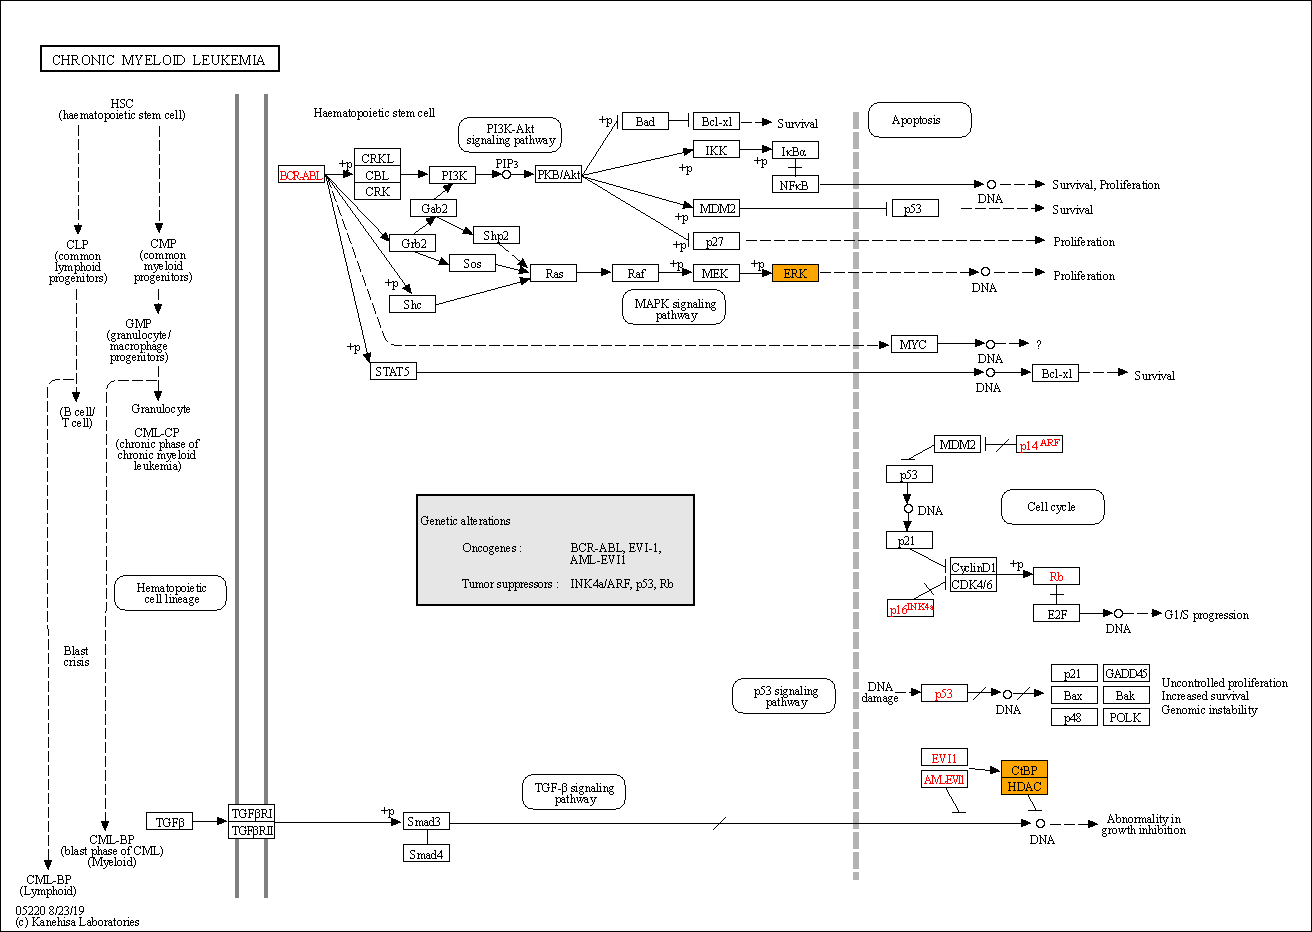 CHRONIC MYELOID LEUKEMIA
HSC
(haematopoietic stem cell)
CLP
(common
lymphoid
progenitors)
CMP
(common
myeloid
progenitors)
GMP
(granulocyte/
macrophage
progenitors)
(B cell/
T cell)
Granulocyte
CML-CP
(chronic phase of
chronic myeloid
leukemia)
Hematopoietic
cell lineage
Blast
crisis
CML-BP
(blast phase of CML)
(Myeloid)
CML-BP
(Lymphoid)
05220 8/23/19
(c) Kanehisa Laboratories
Haematopoietic stem cell
PI3K-Akt
signaling pathway
BCR-ABL
+p
CRKL
CBL
CRK
PI3K
PIP3
PKB/Akt
Gab2
Grb2
Shp2
Sos
+p
Shc
+p
STAT5
Ras
Raf
+p
MEK
+p
ERK
MAPK signaling
pathway
+p
Bad
Bcl-xl
Survival
+p
IKK
+p
IκBα
NFκB
DNA
Survival, Proliferation
+p
MDM2
p53
Survival
+p
p27
Proliferation
DNA
Proliferation
Apoptosis
MYC
DNA
?
DNA
Bcl-xl
Survival
MDM2
p14ARF
p53
DNA
p21
Cell cycle
CyclinD1
CDK4/6
+p
Rb
p16INK4a
E2F
DNA
G1/S progression
Genetic alterations
Oncogenes : BCR-ABL, EVI-1,
AML-EVI1
Tumor suppressors : INK4a/ARF, p53, Rb
p53 signaling
pathway
DNA
damage
p53
DNA
p21
GADD45
Bax
Bak
p48
POLK
Uncontrolled proliferation
Increased survival
Genomic instability
EVI1
AML-EVI1
CtBP
HDAC
TGF-β signaling
pathway
TGFβ
TGFβRI
TGFβRII
+p
Smad3
Smad4
DNA
Abnormality in
growth inhibition